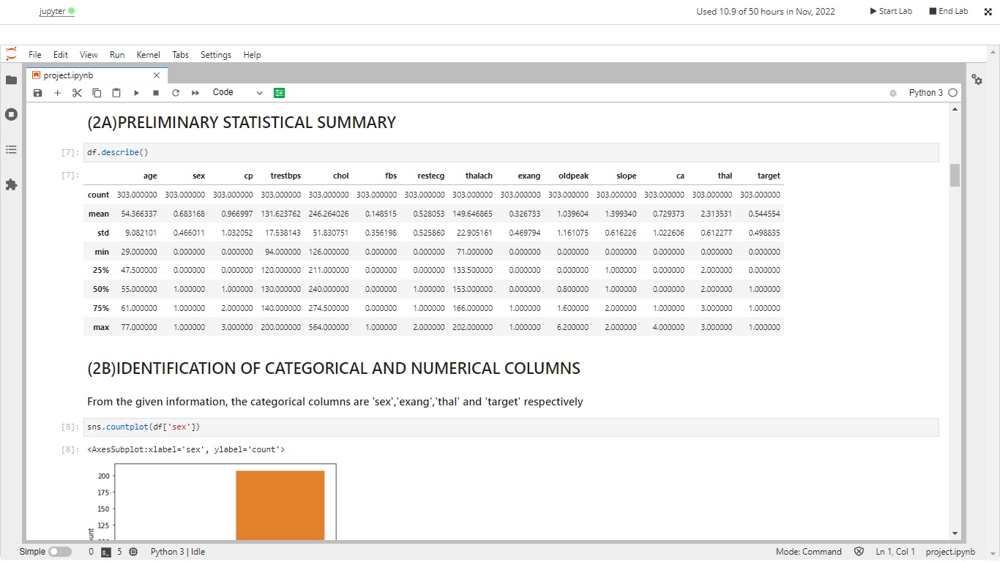 jupyter
Used 10.9 of 50 hours in Nov, 2022
Start Lab
End Lab
File Edit View Run Kernel Tabs Settings Help
project.ipynb
Code
Python 3
(2A)PRELIMINARY STATISTICAL SUMMARY
[7]: df.describe()
[7]: age sex cp trestbps chol fbs restecg thalach exang oldpeak slope ca thal target
count 303.000000 303.000000 303.000000 303.000000 303.000000 303.000000 303.000000 303.000000 303.000000 303.000000 303.000000 303.000000 303.000000 303.000000
mean 54.366337 0.683168 0.966997 131.623762 246.264026 0.148515 0.528053 149.646865 0.326733 1.039604 1.399340 0.729373 2.313531 0.544554
std 9.082101 0.466011 1.032052 17.538143 51.830751 0.356198 0.525860 22.905161 0.469794 1.161075 0.616226 1.022606 0.612277 0.498835
min 29.000000 0.000000 0.000000 94.000000 126.000000 0.000000 0.000000 71.000000 0.000000 0.000000 0.000000 0.000000 0.000000 0.000000
25% 47.500000 0.000000 0.000000 120.000000 211.000000 0.000000 0.000000 133.500000 0.000000 0.000000 1.000000 0.000000 2.000000 0.000000
50% 55.000000 1.000000 1.000000 130.000000 240.000000 0.000000 1.000000 153.000000 0.000000 0.800000 1.000000 0.000000 2.000000 1.000000
75% 61.000000 1.000000 2.000000 140.000000 274.500000 0.000000 1.000000 166.000000 1.000000 1.600000 2.000000 1.000000 3.000000 1.000000
max 77.000000 1.000000 3.000000 200.000000 564.000000 1.000000 2.000000 202.000000 1.000000 6.200000 2.000000 4.000000 3.000000 1.000000
(2B)IDENTIFICATION OF CATEGORICAL AND NUMERICAL COLUMNS
From the given information, the categorical columns are 'sex','exang','thal' and 'target' respectively
[8]: sns.countplot(df['sex'])
[8]: <AxesSubplot:xlabel='sex', ylabel='count'>
200
175
150
125
Simple 0 5 Python 3 | Idle
Mode: Command Ln 1, Col 1 project.ipynb